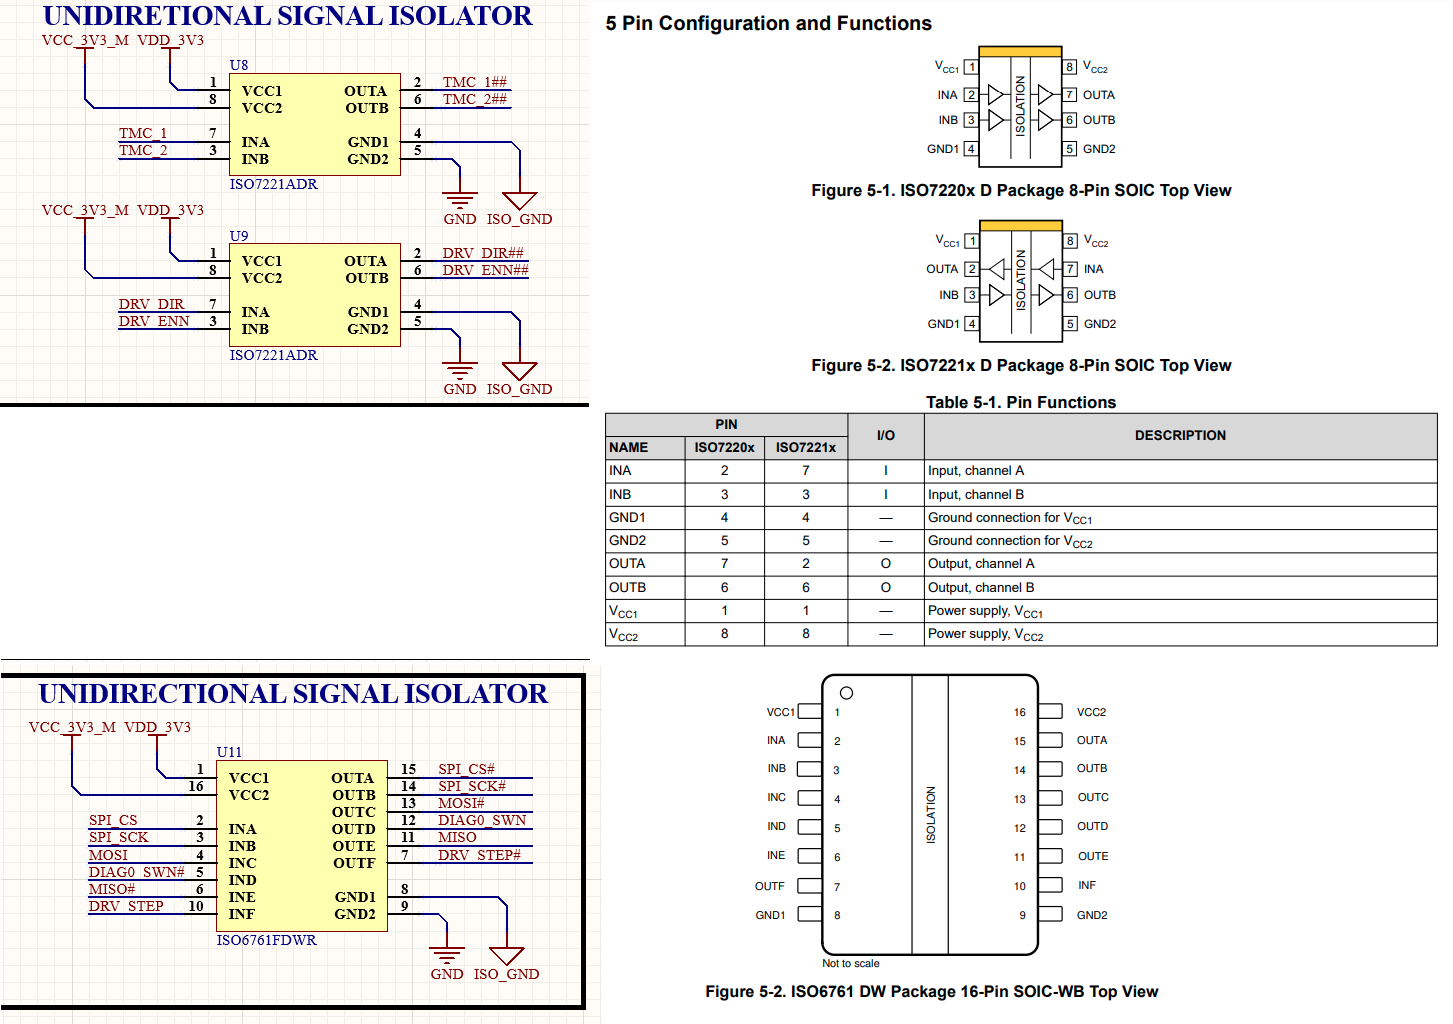 UNIDIRETIONAL SIGNAL ISOLATOR
VCC_3V3_M VDD_3V3
U8
1 VCC1 OUTA 2 TMC_1##
8 VCC2 OUTB 6 TMC_2##
TMC_1 7 INA GND1 4
TMC_2 3 INB GND2 5
ISO7221ADR
GND ISO_GND
VCC_3V3_M VDD_3V3
U9
1 VCC1 OUTA 2 DRV_DIR##
8 VCC2 OUTB 6 DRV_ENN##
DRV_DIR 7 INA GND1 4
DRV_ENN 3 INB GND2 5
ISO7221ADR
GND ISO_GND
5 Pin Configuration and Functions
VCC1 1 8 VCC2
INA 2 7 OUTA
INB 3 6 OUTB
GND1 4 5 GND2
ISOLATION
Figure 5-1. ISO7220x D Package 8-Pin SOIC Top View
VCC1 1 8 VCC2
OUTA 2 7 INA
INB 3 6 OUTB
GND1 4 5 GND2
ISOLATION
Figure 5-2. ISO7221x D Package 8-Pin SOIC Top View
Table 5-1. Pin Functions
PIN I/O DESCRIPTION
NAME ISO7220x ISO7221x
INA 2 7 I Input, channel A
INB 3 3 I Input, channel B
GND1 4 4 — Ground connection for VCC1
GND2 5 5 — Ground connection for VCC2
OUTA 7 2 O Output, channel A
OUTB 6 6 O Output, channel B
VCC1 1 1 — Power supply, VCC1
VCC2 8 8 — Power supply, VCC2
UNIDIRECTIONAL SIGNAL ISOLATOR
VCC_3V3_M VDD_3V3
U11
1 VCC1 OUTA 15 SPI_CS#
16 VCC2 OUTB 14 SPI_SCK#
OUTC 13 MOSI#
SPI_CS 2 INA OUTD 12 DIAG0_SWN
SPI_SCK 3 INB OUTE 11 MISO
MOSI 4 INC OUTF 7 DRV_STEP#
DIAG0_SWN# 5 IND
MISO# 6 INE GND1 8
DRV_STEP 10 INF GND2 9
ISO6761FDWR
GND ISO_GND
VCC1 1 16 VCC2
INA 2 15 OUTA
INB 3 14 OUTB
INC 4 13 OUTC
IND 5 12 OUTD
INE 6 11 OUTE
OUTF 7 10 INF
GND1 8 9 GND2
ISOLATION
Not to scale
Figure 5-2. ISO6761 DW Package 16-Pin SOIC-WB Top View